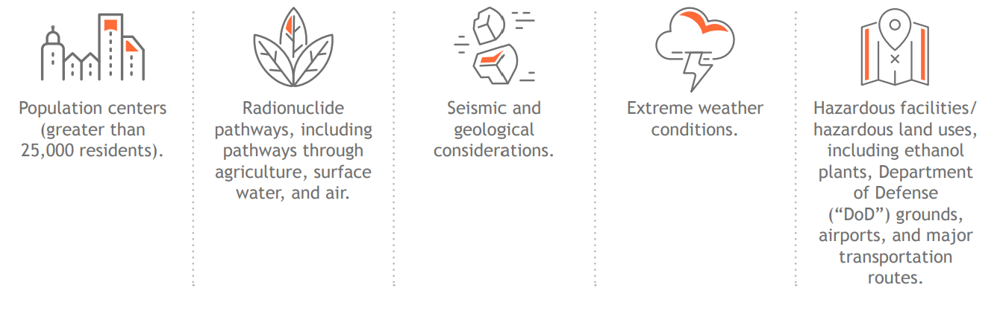 Population centers
(greater than
25,000 residents).
Radionuclide
pathways, including
pathways through
agriculture, surface
water, and air.
Seismic and
geological
considerations.
Extreme weather
conditions.
Hazardous facilities/
hazardous land uses,
including ethanol
plants, Department
of Defense
(“DoD”) grounds,
airports, and major
transportation
routes.